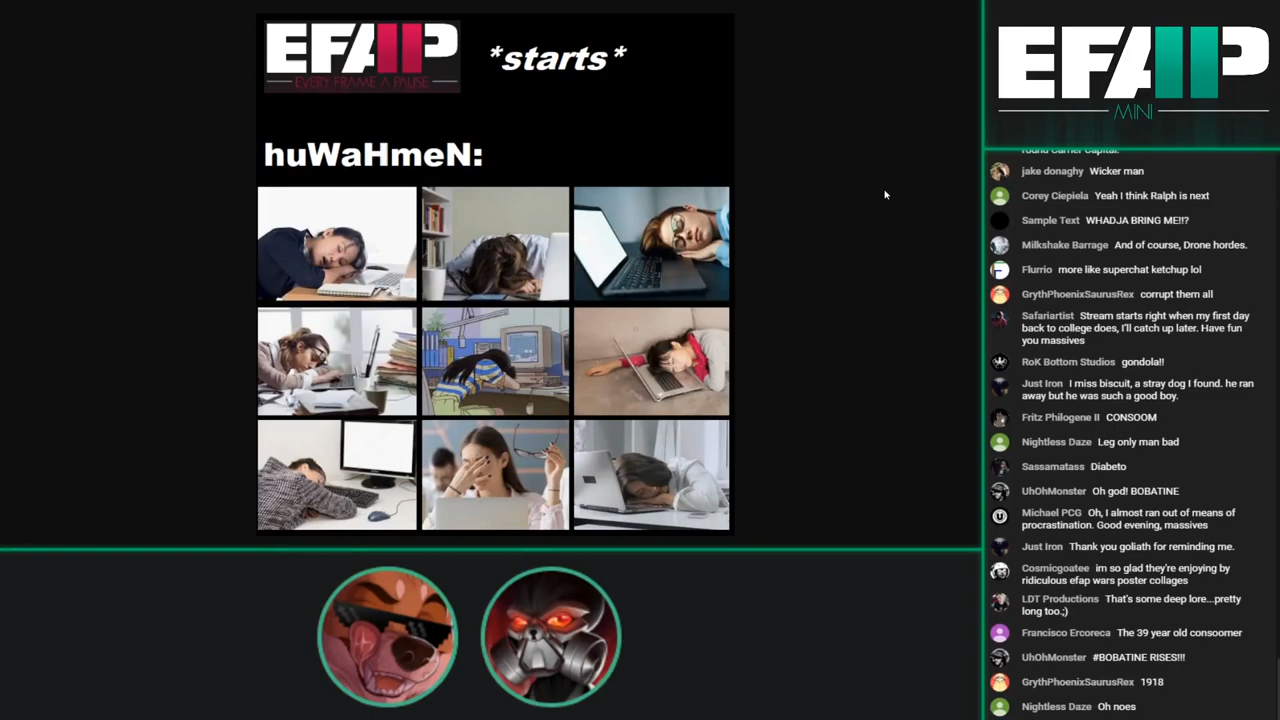 EFAP
EVERY FRAME A PAUSE
*starts*
huWaHmeN:
EFAP
MINI
round Carrier Capital.
jake donaghy Wicker man
Corey Ciepiela Yeah I think Ralph is next
Sample Text WHADJA BRING ME!!?
Milkshake Barrage And of course, Drone hordes.
Flurrio more like superchat ketchup lol
GrythPhoenixSaurusRex corrupt them all
Safariartist Stream starts right when my first day
back to college does, I'll catch up later. Have fun
you massives
RoK Bottom Studios gondola!!
Just Iron I miss biscuit, a stray dog I found. he ran
away but he was such a good boy.
Fritz Philogene II CONSOOM
Nightless Daze Leg only man bad
Sassamatass Diabeto
UhOhMonster Oh god! BOBATINE
Michael PCG Oh, I almost ran out of means of
procrastination. Good evening, massives
Just Iron Thank you goliath for reminding me.
Cosmicgoatee im so glad they're enjoying by
ridiculous efap wars poster collages
LDT Productions That's some deep lore...pretty
long too.;)
Francisco Ercoreca The 39 year old consoomer
UhOhMonster #BOBATINE RISES!!!
GrythPhoenixSaurusRex 1918
Nightless Daze Oh noes